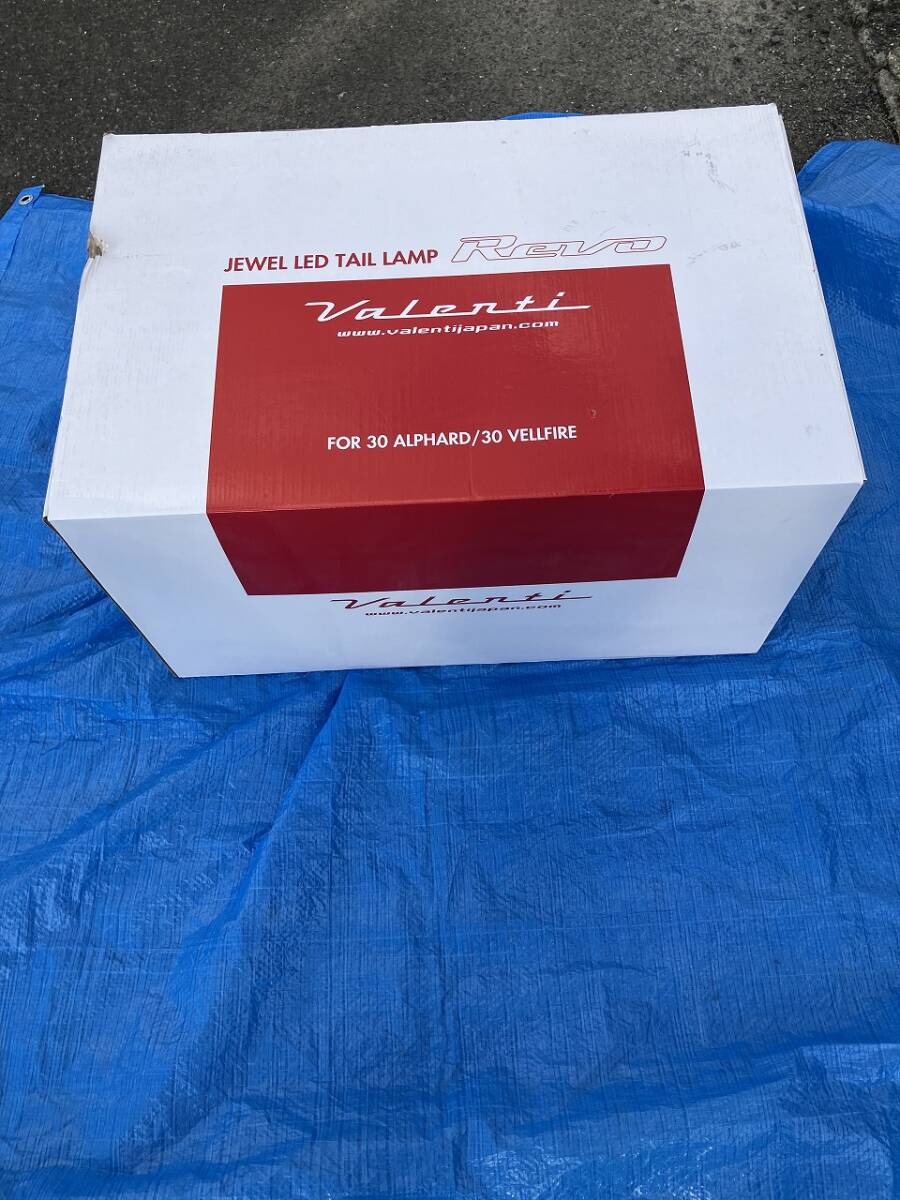 JEWEL LED TAIL LAMP Revo
Valenti
www.valentijapan.com
FOR 30 ALPHARD/30 VELLFIRE
Valenti
www.valentijapan.com